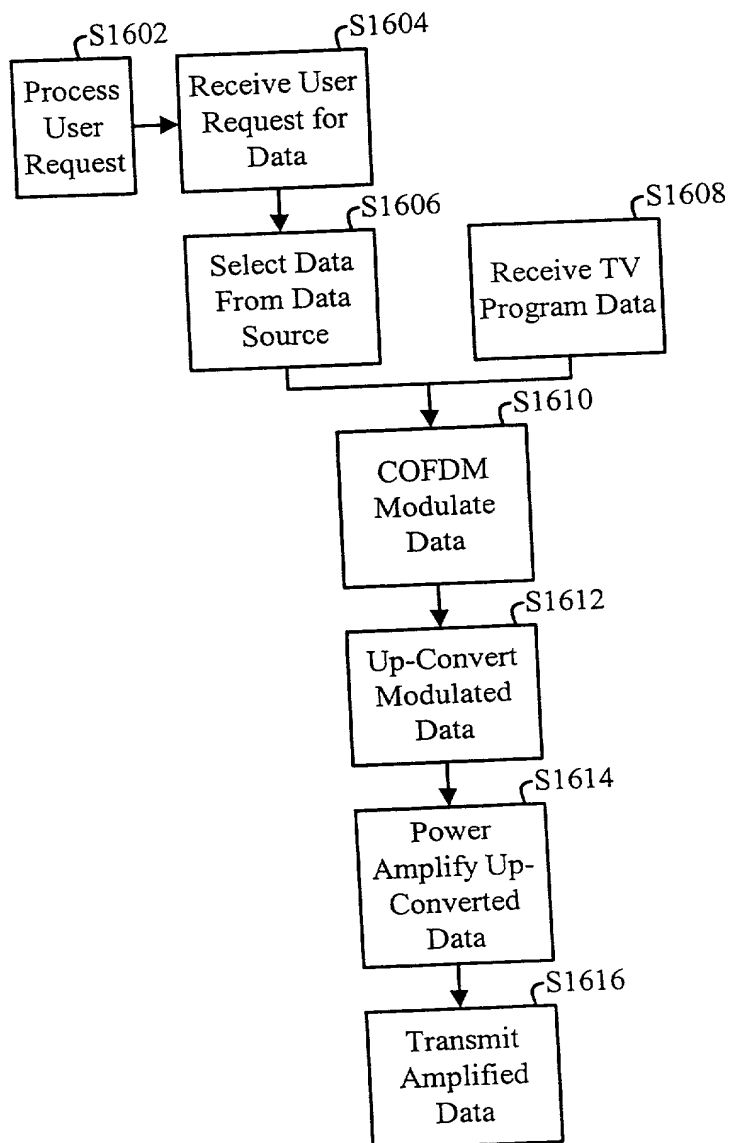 S1602
Process
User
Request
S1604
Receive User
Request for
Data
S1606
Select Data
From Data
Source
S1608
Receive TV
Program Data
S1610
COFDM
Modulate
Data
S1612
Up-Convert
Modulated
Data
S1614
Power
Amplify Up-
Converted
Data
S1616
Transmit
Amplified
Data